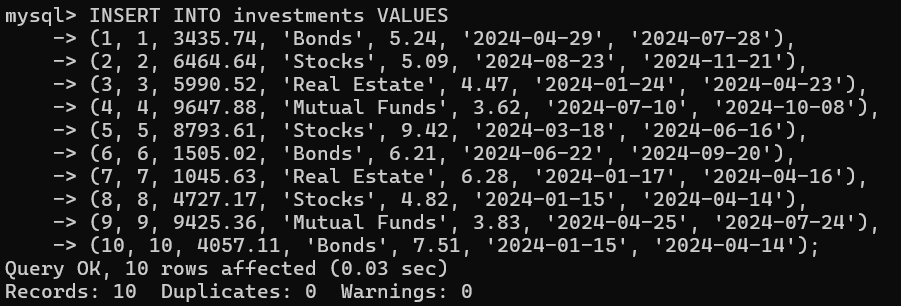 mysql> INSERT INTO investments VALUES
    -> (1, 1, 3435.74, 'Bonds', 5.24, '2024-04-29', '2024-07-28'),
    -> (2, 2, 6464.64, 'Stocks', 5.09, '2024-08-23', '2024-11-21'),
    -> (3, 3, 5990.52, 'Real Estate', 4.47, '2024-01-24', '2024-04-23'),
    -> (4, 4, 9647.88, 'Mutual Funds', 3.62, '2024-07-10', '2024-10-08'),
    -> (5, 5, 8793.61, 'Stocks', 9.42, '2024-03-18', '2024-06-16'),
    -> (6, 6, 1505.02, 'Bonds', 6.21, '2024-06-22', '2024-09-20'),
    -> (7, 7, 1045.63, 'Real Estate', 6.28, '2024-01-17', '2024-04-16'),
    -> (8, 8, 4727.17, 'Stocks', 4.82, '2024-01-15', '2024-04-14'),
    -> (9, 9, 9425.36, 'Mutual Funds', 3.83, '2024-04-25', '2024-07-24'),
    -> (10, 10, 4057.11, 'Bonds', 7.51, '2024-01-15', '2024-04-14');
Query OK, 10 rows affected (0.03 sec)
Records: 10  Duplicates: 0  Warnings: 0